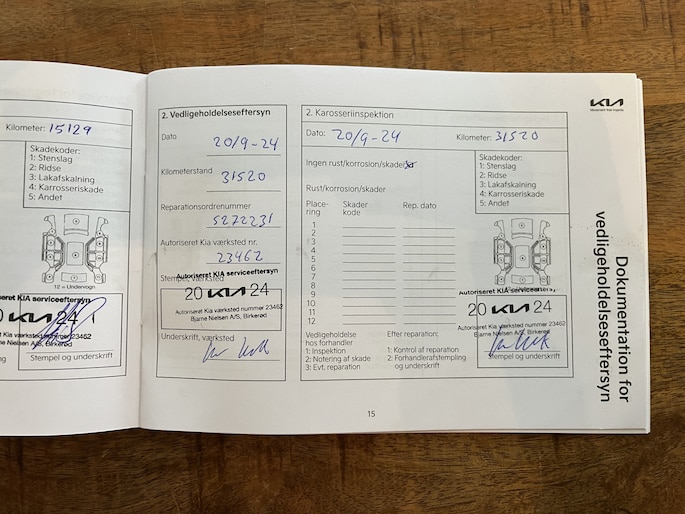 Kilometer: 15129
Skadekoder:
1: Stenslag
2: Ridse
3: Lakafskalning
4: Karrosseriskade
5: Andet
12 = Undervogn
eret KIA serviceeftersyn
0 KIA 24
Aut. Kia værksted nummer 23462
Bjarne Nielsen A/S, Birkerød
Stempel og underskrift
2. Vedligeholdelseseftersyn
Dato
20/9-24
Kilometerstand
31520
Reparationsordrenummer
5272231
Autoriseret Kia værksted nr.
23462
Stempel, værksted
Autoriseret KIA serviceeftersyn
20 KIA 24
Autoriseret Kia værksted nummer 23462
Bjarne Nielsen A/S, Birkerød
Underskrift, værksted
2. Karosseriinspektion
Dato: 20/9-24
Kilometer: 31520
Ingen rust/korrosion/skader
Rust/korrosion/skader
Place-
ring
Skader
kode
Rep. dato
1
2
3
4
5
6
7
8
9
10
11
12
Skadekoder:
1: Stenslag
2: Ridse
3: Lakafskalning
4: Karrosseriskade
5: Andet
Autoriseret KIA serviceeftersyn
20 KIA 24
Autoriseret Kia værksted nummer 23462
Bjarne Nielsen A/S, Birkerød
Stempel og underskrift
Vedligeholdelse
hos forhandler
1: Inspektion
2: Notering af skade
3: Evt. reparation
Efter reparation:
1: Kontrol af reparation
2: Forhandlerafstempling
og underskrift
15
KIA
Movement that inspires
Dokumentation for
vedligeholdelseseftersyn